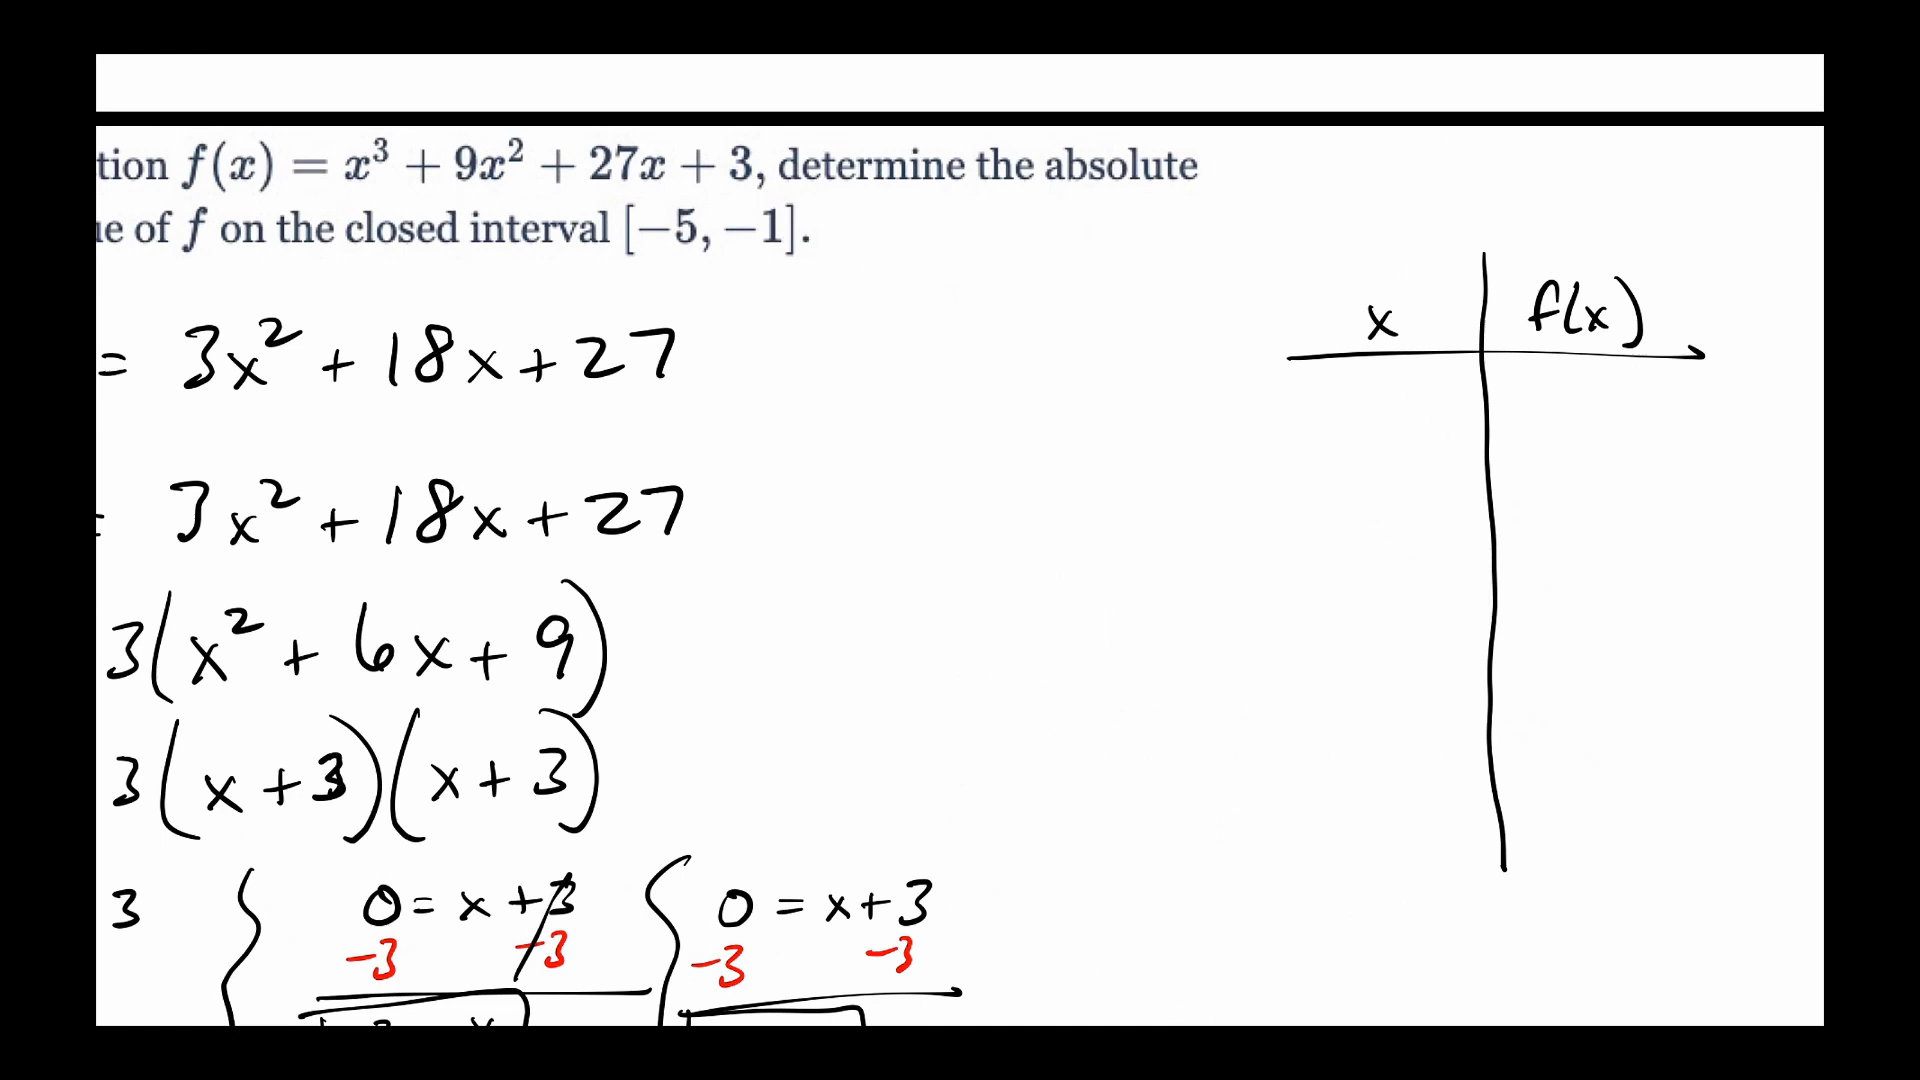 tion f(x) = x³ + 9x² + 27x + 3, determine the absolute
e of f on the closed interval [−5, −1].
x | f(x)
= 3x² + 18x + 27
= 3x² + 18x + 27
3(x² + 6x + 9)
3(x + 3)(x + 3)
3 { 0 = x + 3 { 0 = x + 3
−3 −3 −3 −3